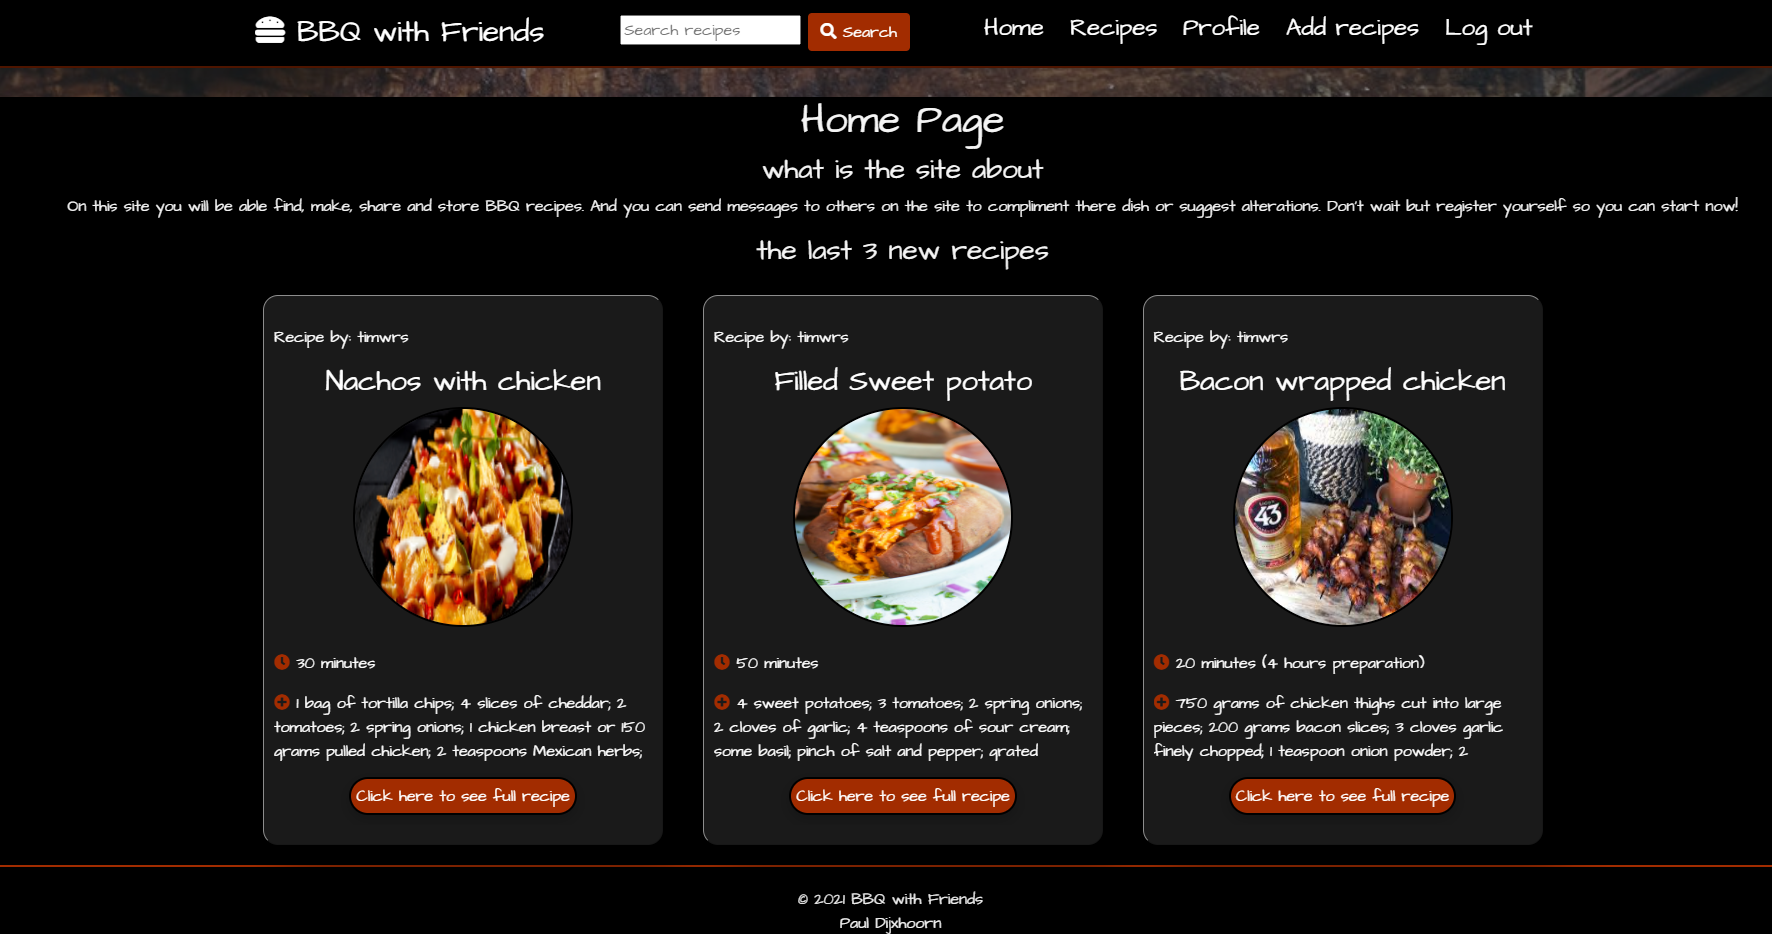 BBQ with Friends
Search recipes
Search
Home Recipes Profile Add recipes Log out
Home Page
what is the site about
On this site you will be able find, make, share and store BBQ recipes. And you can send messages to others on the site to compliment there dish or suggest alterations. Don't wait but register yourself so you can start now!
the last 3 new recipes
Recipe by: timwrs
Nachos with chicken
30 minutes
1 bag of tortilla chips; 4 slices of cheddar; 2
tomatoes; 2 spring onions; 1 chicken breast or 150
grams pulled chicken; 2 teaspoons Mexican herbs;
Click here to see full recipe
Recipe by: timwrs
Filled Sweet potato
50 minutes
4 sweet potatoes; 3 tomatoes; 2 spring onions;
2 cloves of garlic; 4 teaspoons of sour cream;
some basil; pinch of salt and pepper; grated
Click here to see full recipe
Recipe by: timwrs
Bacon wrapped chicken
43
20 minutes (4 hours preparation)
750 grams of chicken thighs cut into large
pieces; 200 grams bacon slices; 3 cloves garlic
finely chopped; 1 teaspoon onion powder; 2
Click here to see full recipe
© 2021 BBQ with Friends
Paul Dijxhoorn